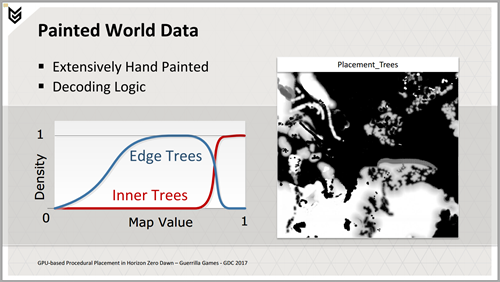 Painted World Data
▪ Extensively Hand Painted
▪ Decoding Logic
Placement_Trees
1
Edge Trees
Density
Inner Trees
0
Map Value
1
GPU-based Procedural Placement in Horizon Zero Dawn – Guerrilla Games - GDC 2017